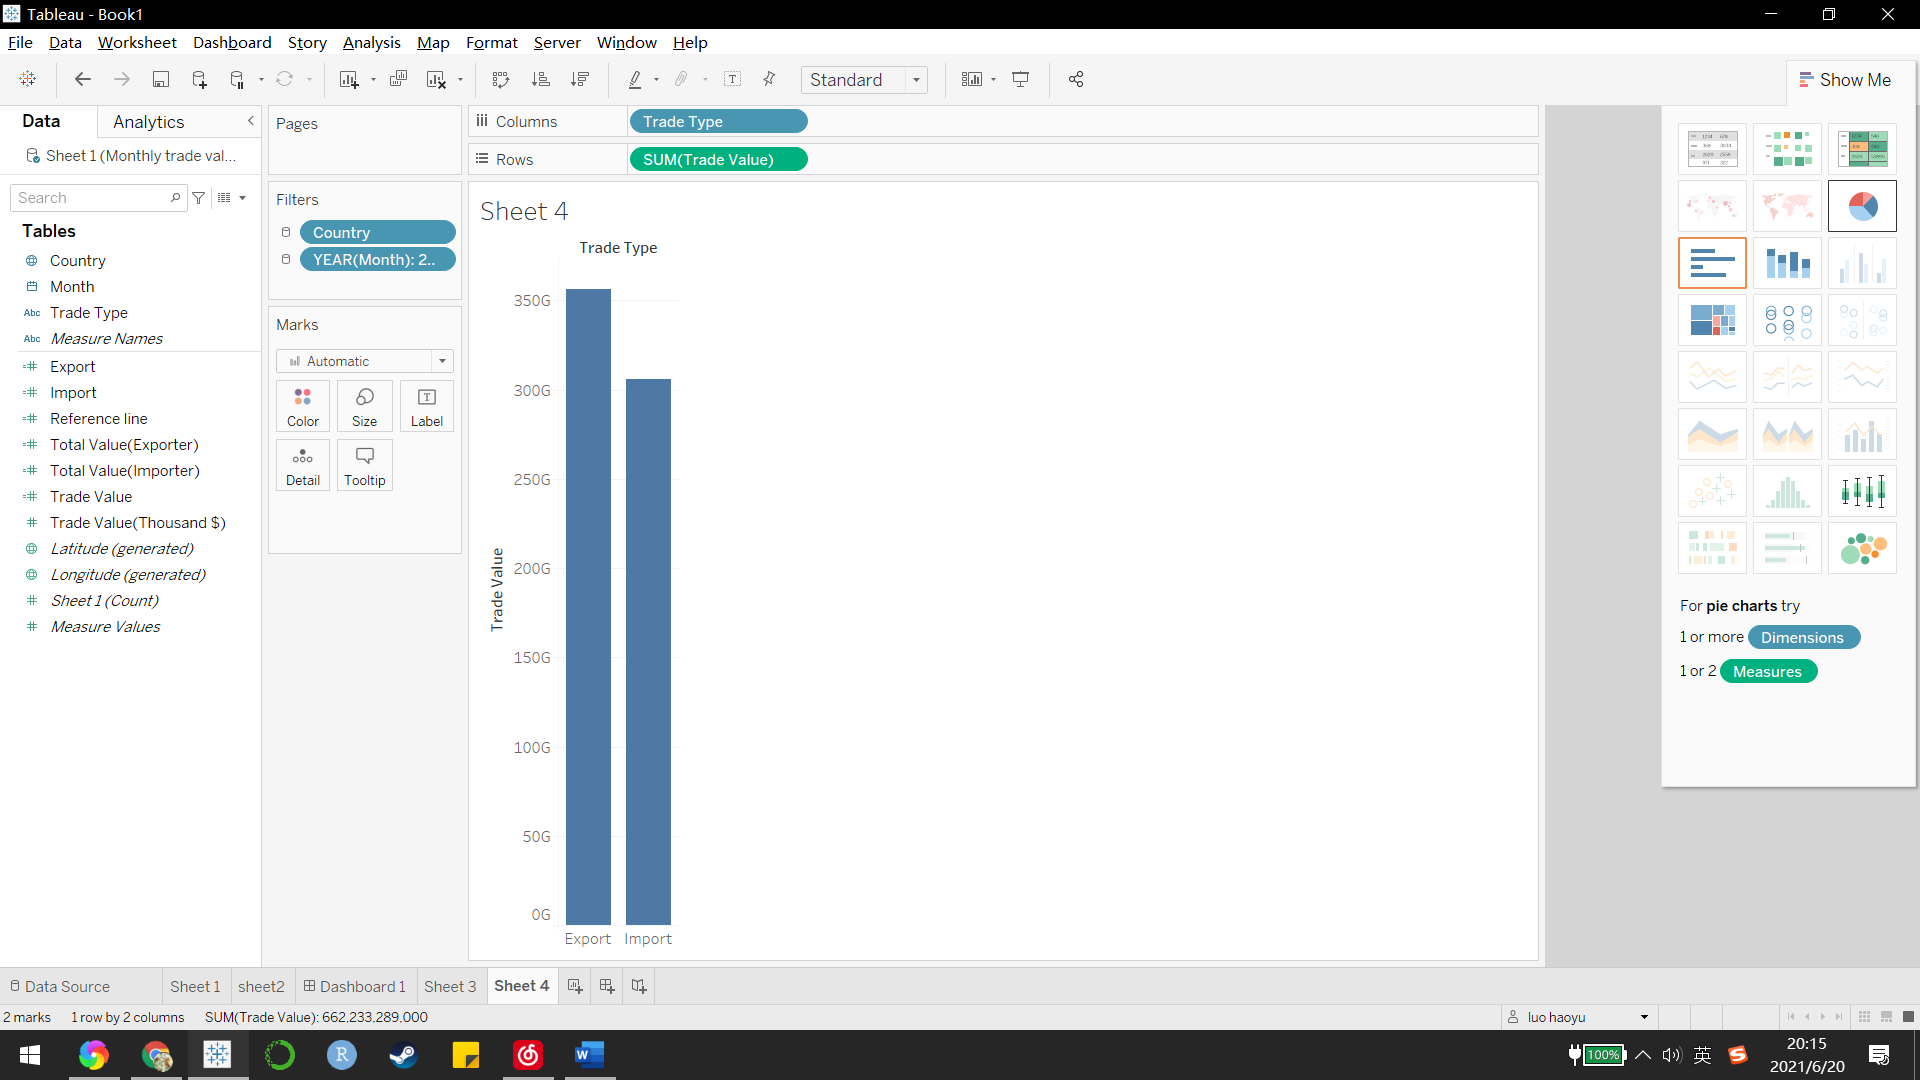 Tableau - Book1
File Data Worksheet Dashboard Story Analysis Map Format Server Window Help
Standard
Show Me
Data Analytics
Sheet 1 (Monthly trade val...
Search
Tables
Country
Month
Abc Trade Type
Abc Measure Names
Export
Import
Reference line
Total Value(Exporter)
Total Value(Importer)
Trade Value
Trade Value(Thousand $)
Latitude (generated)
Longitude (generated)
Sheet 1 (Count)
Measure Values
Pages
Filters
Country
YEAR(Month): 2..
Marks
Automatic
Color Size Label
Detail Tooltip
Columns Trade Type
Rows SUM(Trade Value)
Sheet 4
Trade Type
Trade Value
350G
300G
250G
200G
150G
100G
50G
0G
Export Import
For pie charts try
1 or more Dimensions
1 or 2 Measures
Data Source Sheet 1 sheet2 Dashboard 1 Sheet 3 Sheet 4
2 marks 1 row by 2 columns SUM(Trade Value): 662,233,289,000
luo haoyu
100% 英
20:15
2021/6/20